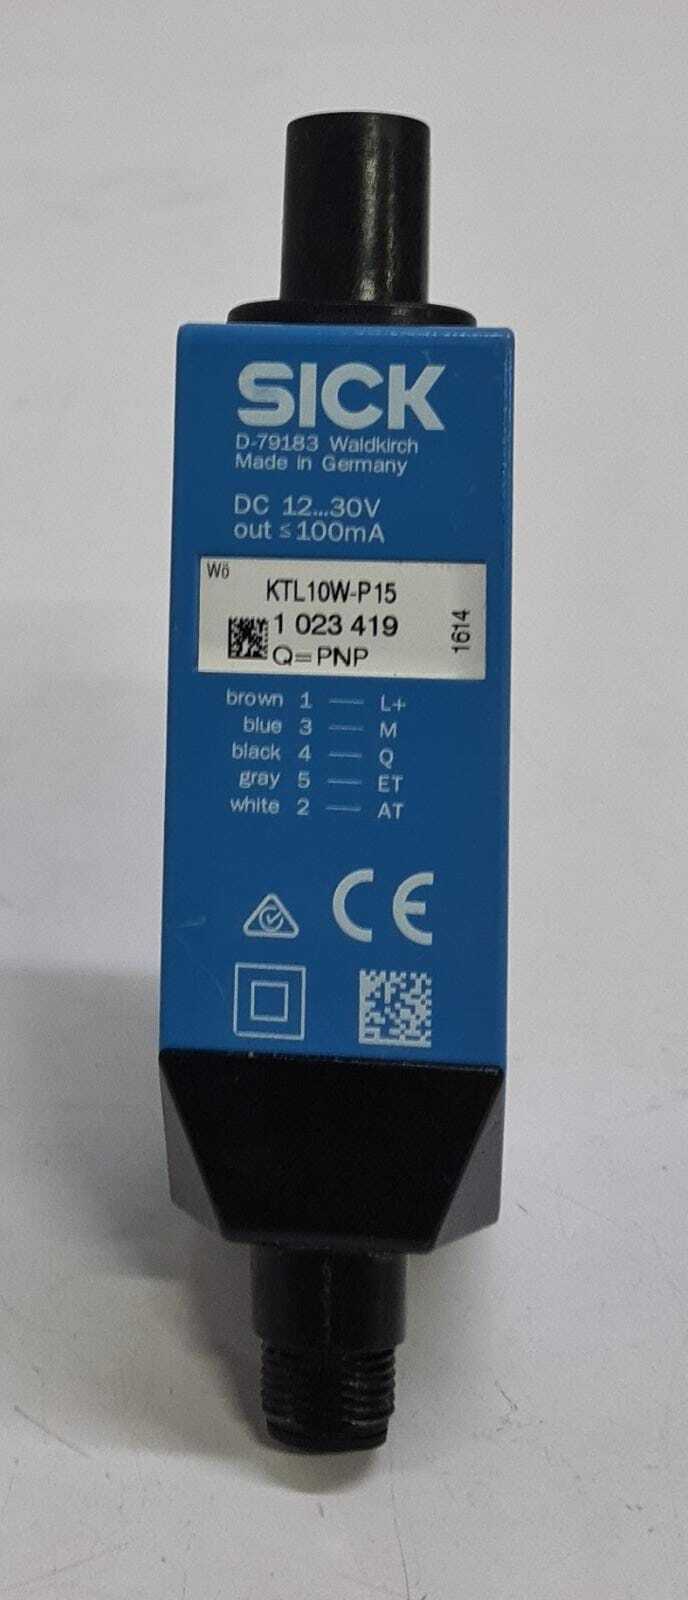 SICK
D-79183 Waldkirch
Made in Germany
DC 12...30V
out ≤ 100mA
Wö
KTL10W-P15
1 023 419
Q=PNP
1614
brown 1 — L+
blue 3 — M
black 4 — Q
gray 5 — ET
white 2 — AT
CE